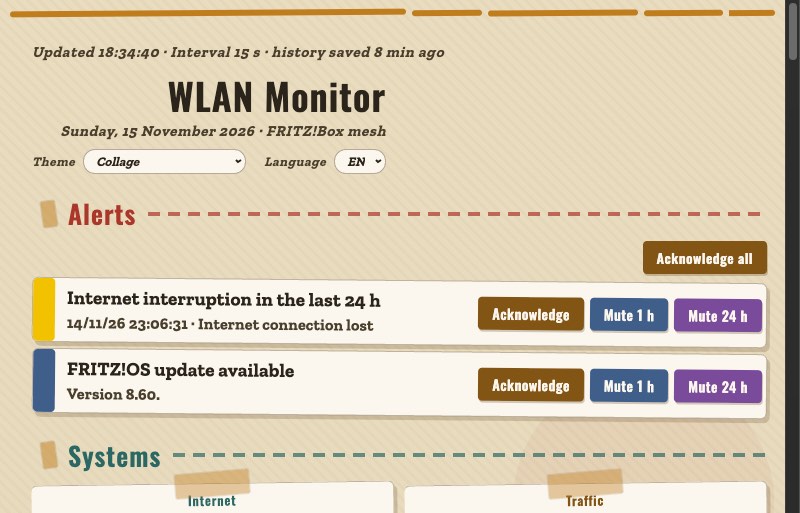 Updated 18:34:40 · Interval 15 s · history saved 8 min ago
WLAN Monitor
Sunday, 15 November 2026 · FRITZ!Box mesh
Theme Collage Language EN
Alerts
Acknowledge all
Internet interruption in the last 24 h
14/11/26 23:06:31 · Internet connection lost
Acknowledge Mute 1 h Mute 24 h
FRITZ!OS update available
Version 8.60.
Acknowledge Mute 1 h Mute 24 h
Systems
Internet Traffic